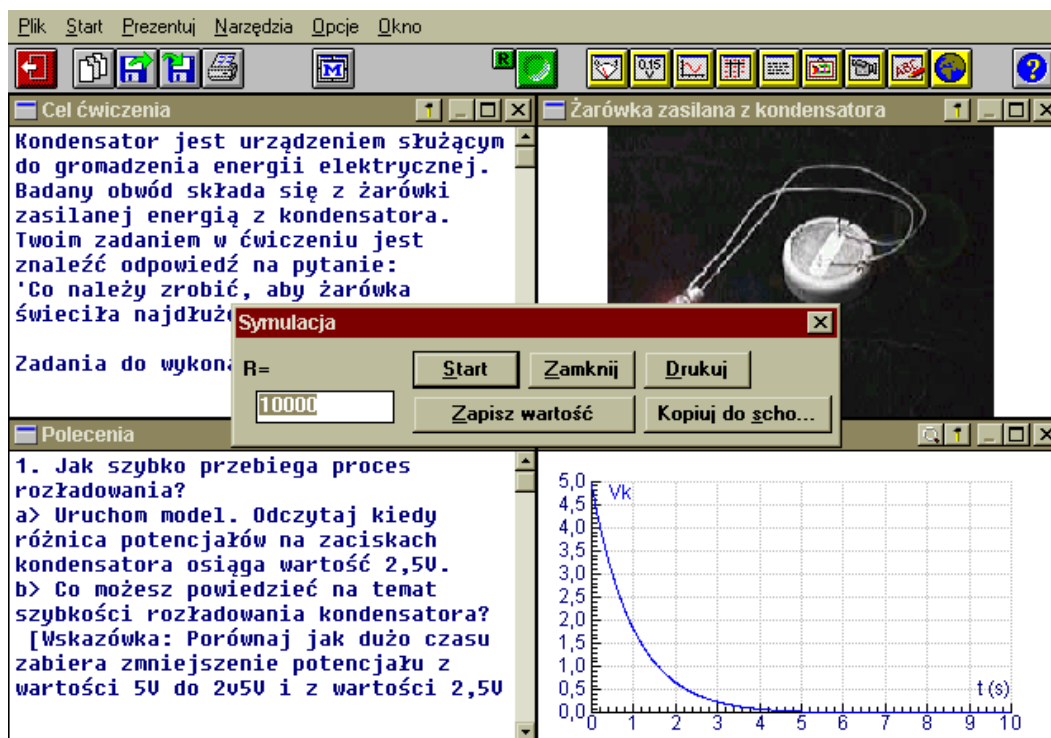 Plik Start Prezentuj Narzędzia Opcje Okno
R
M
0,15
V
ABC
?
Cel ćwiczenia
Kondensator jest urządzeniem służącym
do gromadzenia energii elektrycznej.
Badany obwód składa się z żarówki
zasilanej energią z kondensatora.
Twoim zadaniem w ćwiczeniu jest
znaleźć odpowiedź na pytanie:
'Co należy zrobić, aby żarówka
świeciła
Zadania do
Żarówka zasilana z kondensatora
Symulacja
R=
10000
Start Zamknij Drukuj
Zapisz wartość Kopiuj do scho...
Polecenia
1. Jak szybko przebiega proces
rozładowania?
a> Uruchom model. Odczytaj kiedy
różnica potencjałów na zaciskach
kondensatora osiąga wartość 2,5V.
b> Co możesz powiedzieć na temat
szybkości rozładowania kondensatora?
[Wskazówka: Porównaj jak dużo czasu
zabiera zmniejszenie potencjału z
wartości 5V do 2v5V i z wartości 2,5V
Vk
5,0
4,5
4,0
3,5
3,0
2,5
2,0
1,5
1,0
0,5
0,0
t (s)
0 1 2 3 4 5 6 7 8 9 10